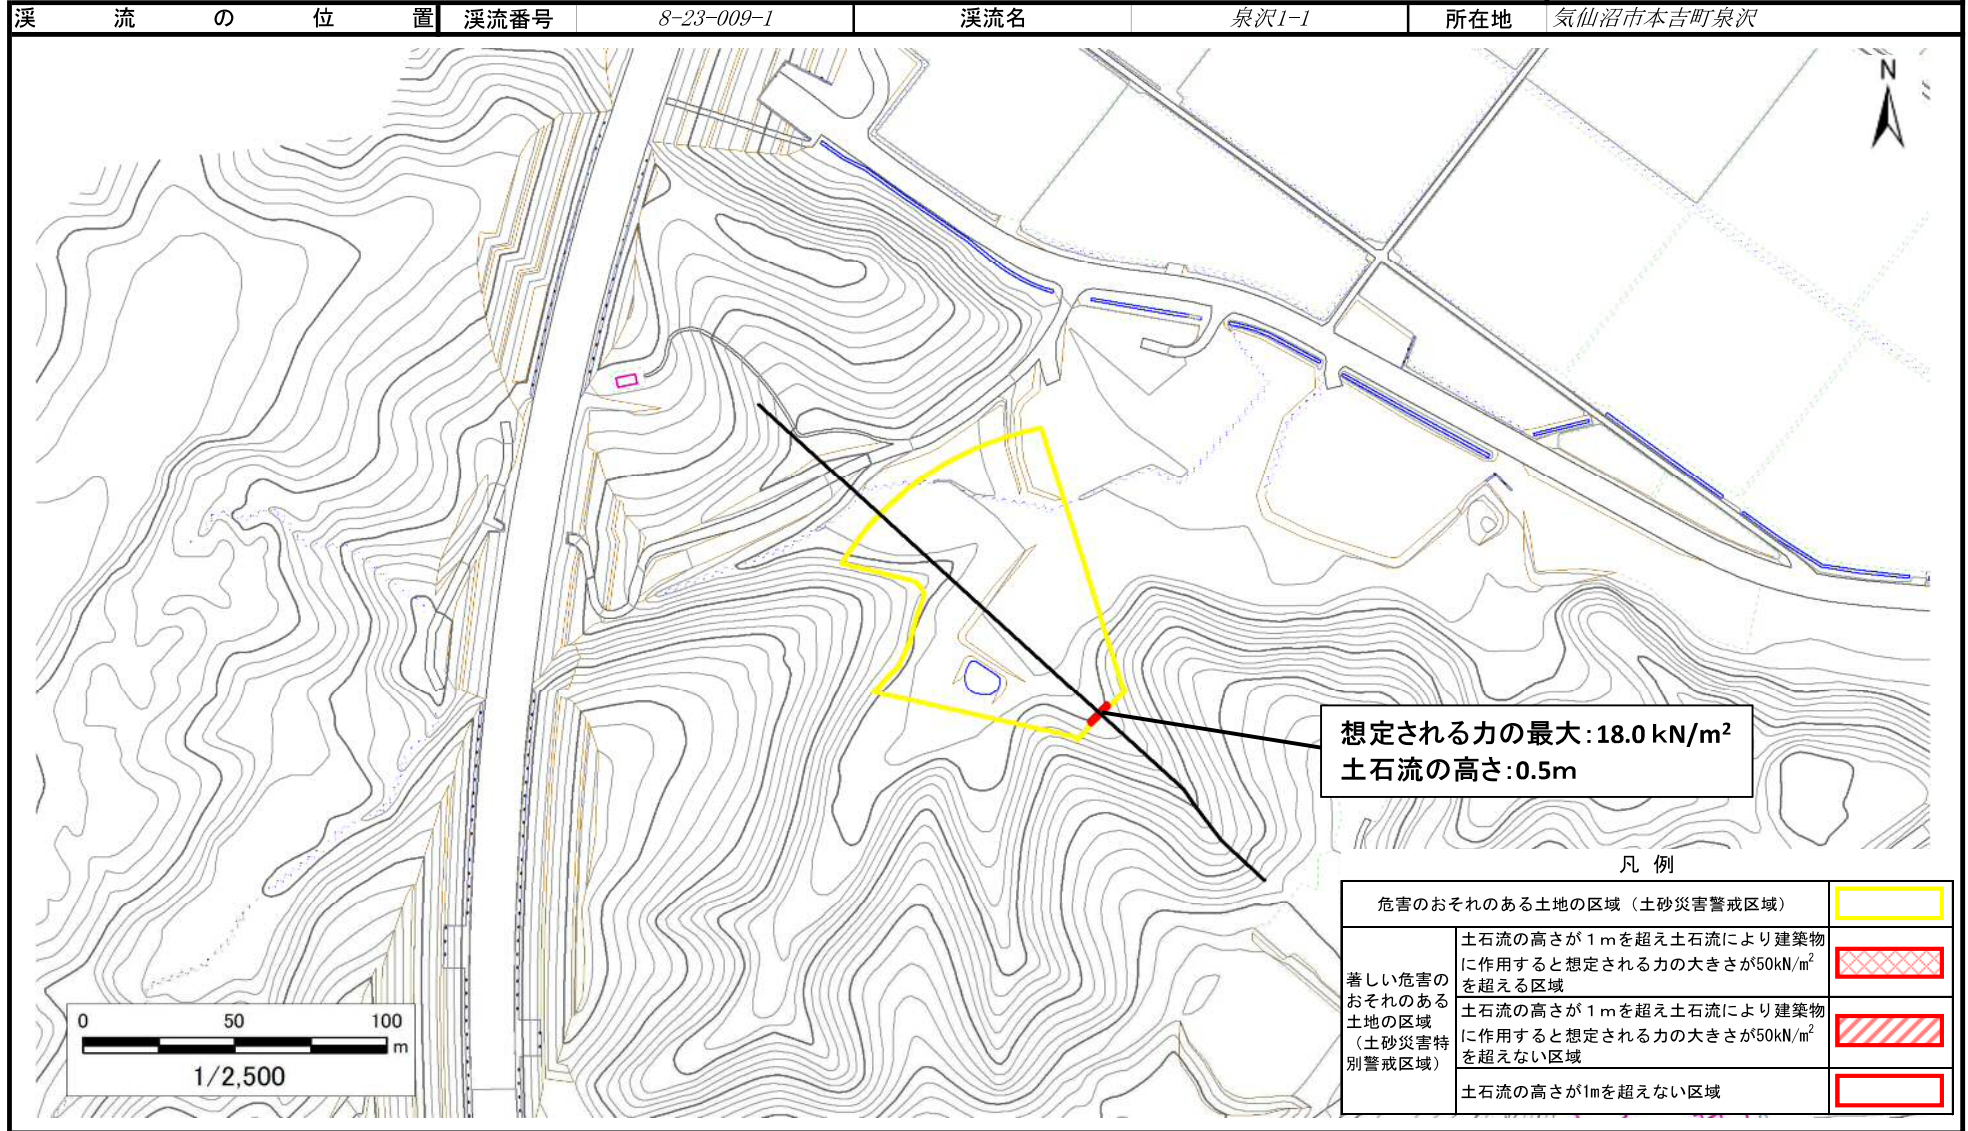 渓流の位置 渓流番号 8-23-009-1 渓流名 泉沢1-1 所在地 気仙沼市本吉町泉沢
N
想定される力の最大：18.0 kN/m²
土石流の高さ：0.5m
凡 例
危害のおそれのある土地の区域（土砂災害警戒区域）
著しい危害の
おそれのある
土地の区域
（土砂災害特
別警戒区域）
土石流の高さが１ｍを超え土石流により建築物
に作用すると想定される力の大きさが50kN/m²
を超える区域
土石流の高さが１ｍを超え土石流により建築物
に作用すると想定される力の大きさが50kN/m²
を超えない区域
土石流の高さが1mを超えない区域
0 50 100
m
1/2,500